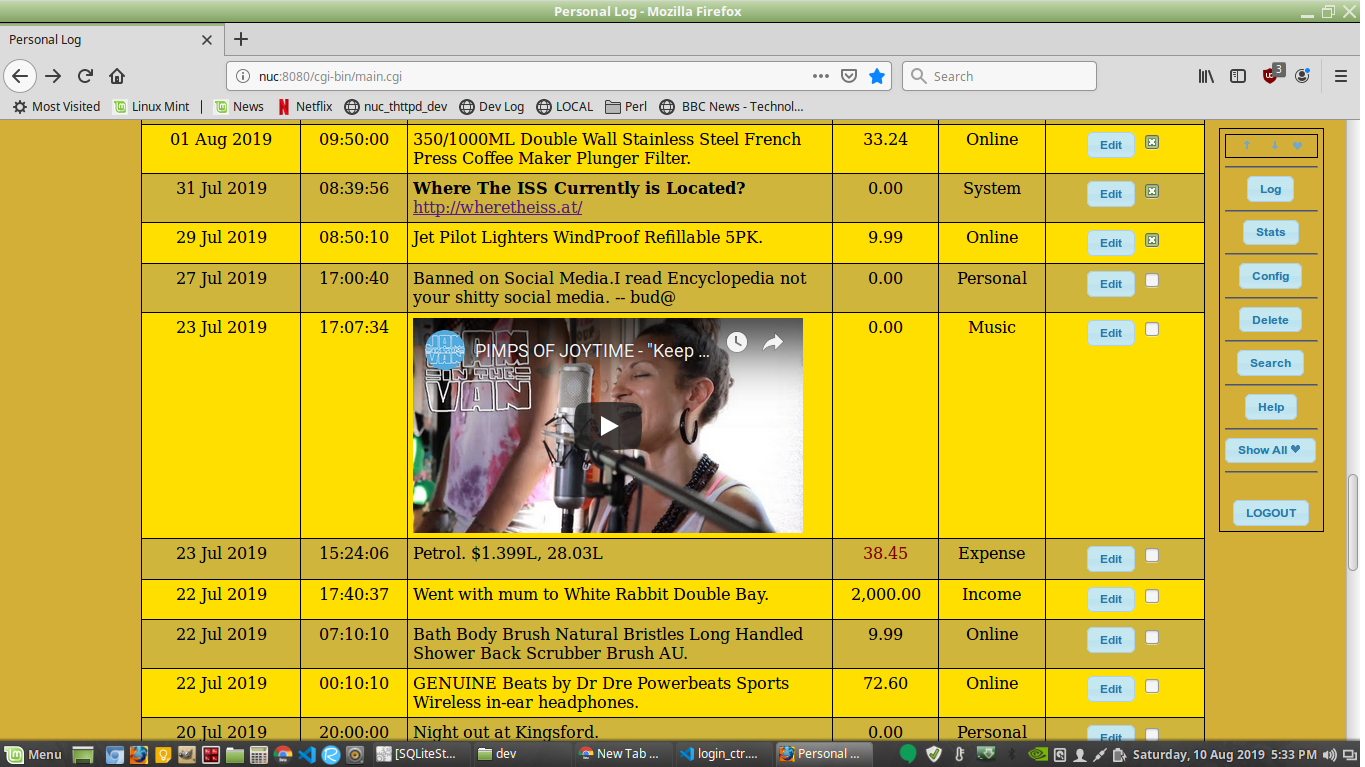 Personal Log - Mozilla Firefox
Personal Log
nuc:8080/cgi-bin/main.cgi
Search
3
Most Visited
Linux Mint
|
News
Netflix
nuc_thttpd_dev
Dev Log
LOCAL
Perl
BBC News - Technol...
01 Aug 2019 09:50:00 350/1000ML Double Wall Stainless Steel French 33.24 Online Edit
Press Coffee Maker Plunger Filter.
31 Jul 2019 08:39:56 Where The ISS Currently is Located? 0.00 System Edit
http://wheretheiss.at/
29 Jul 2019 08:50:10 Jet Pilot Lighters WindProof Refillable 5PK. 9.99 Online Edit
27 Jul 2019 17:00:40 Banned on Social Media.I read Encyclopedia not 0.00 Personal Edit
your shitty social media. -- bud@
23 Jul 2019 17:07:34 0.00 Music Edit
PIMPS OF JOYTIME - "Keep ...
JAM
IN THE
VAN
23 Jul 2019 15:24:06 Petrol. $1.399L, 28.03L 38.45 Expense Edit
22 Jul 2019 17:40:37 Went with mum to White Rabbit Double Bay. 2,000.00 Income Edit
22 Jul 2019 07:10:10 Bath Body Brush Natural Bristles Long Handled 9.99 Online Edit
Shower Back Scrubber Brush AU.
22 Jul 2019 00:10:10 GENUINE Beats by Dr Dre Powerbeats Sports 72.60 Online Edit
Wireless in-ear headphones.
20 Jul 2019 20:00:00 Night out at Kingsford. 0.00 Personal Edit
Log
Stats
Config
Delete
Search
Help
Show All
LOGOUT
Menu
[SQLiteSt...
dev
New Tab ...
login_ctr....
Personal ...
Saturday, 10 Aug 2019 5:33 PM